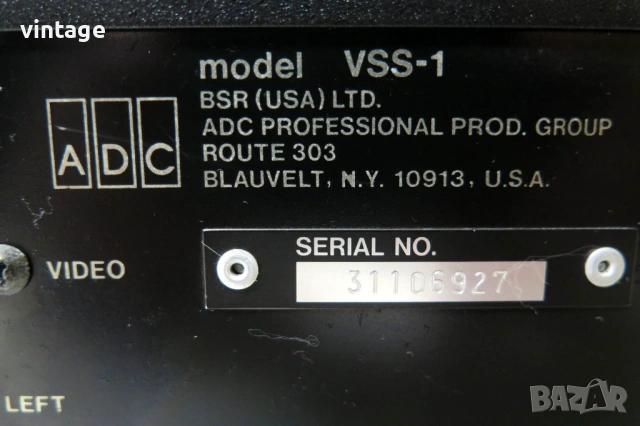 vintage
model VSS-1
BSR (USA) LTD.
ADC PROFESSIONAL PROD. GROUP
ROUTE 303
BLAUVELT, N.Y. 10913, U.S.A.
ADC
SERIAL NO.
31106927
VIDEO
LEFT
BAZAR